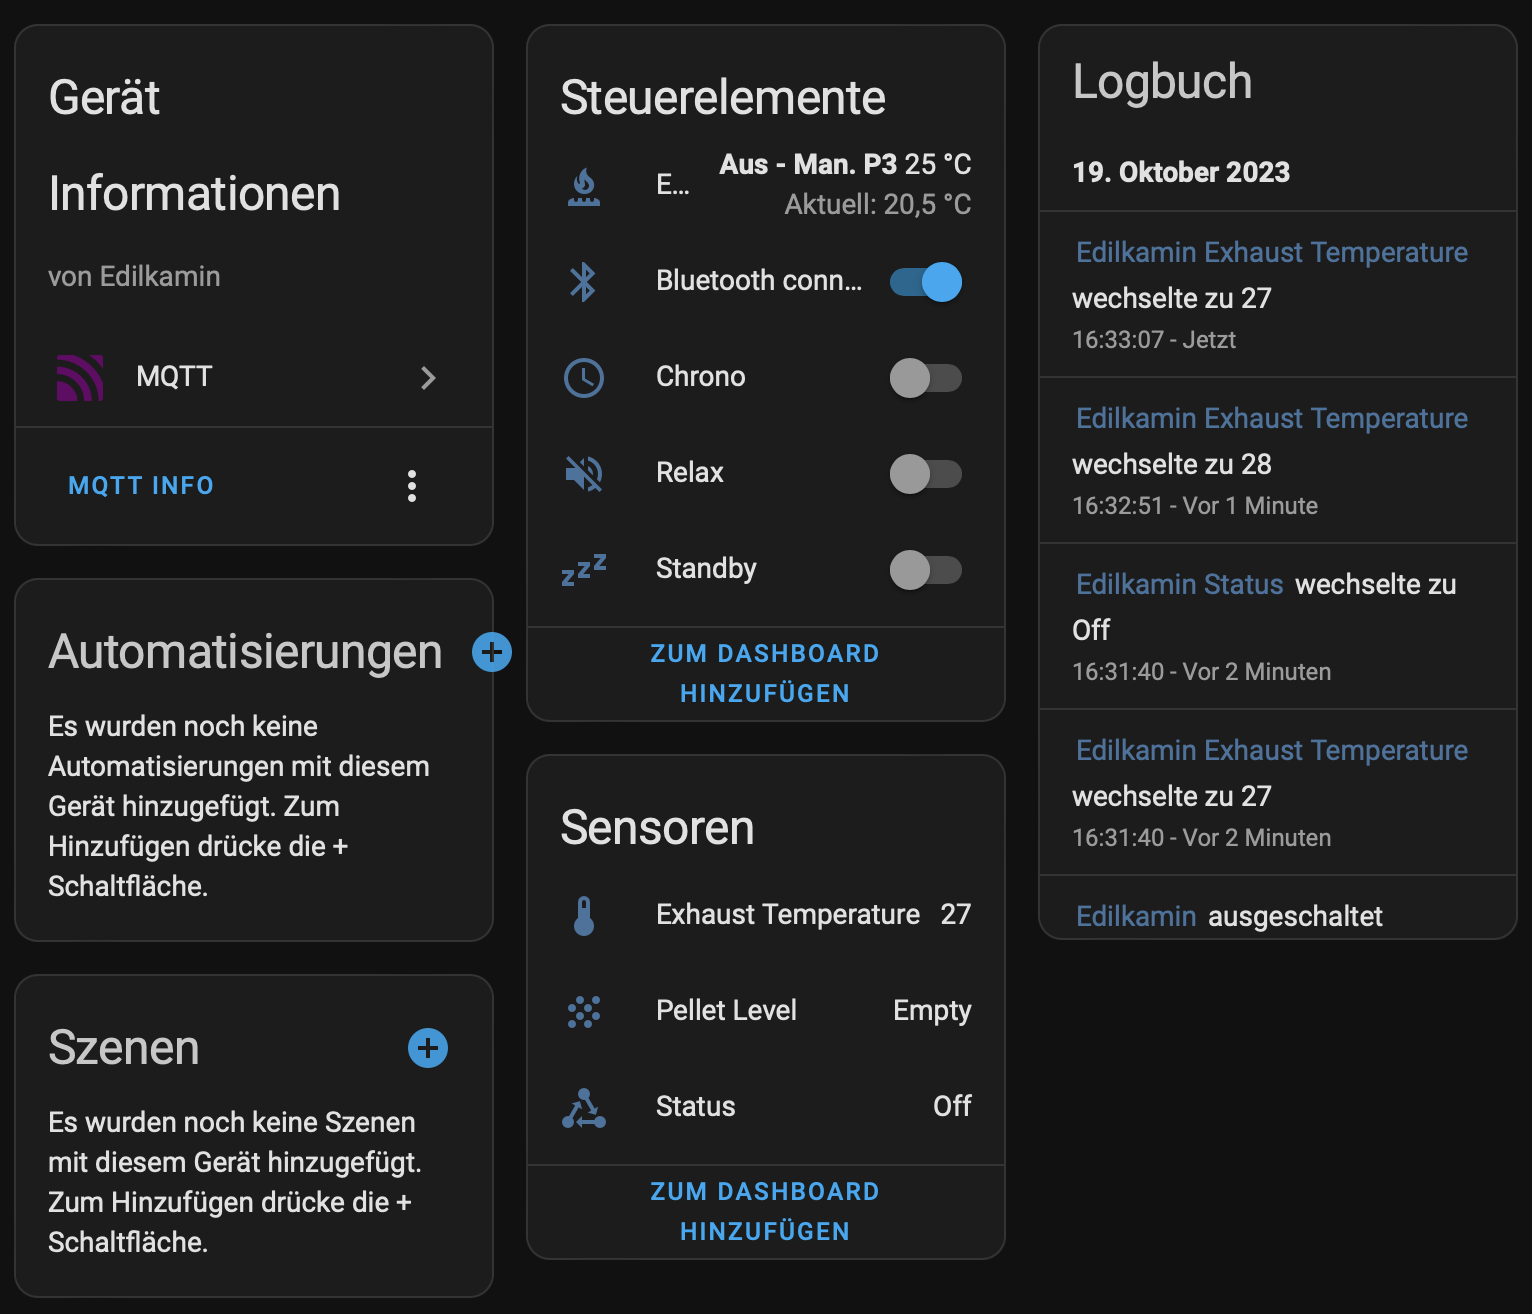 Gerät
Informationen
von Edilkamin
MQTT
MQTT INFO
Automatisierungen
Es wurden noch keine
Automatisierungen mit diesem
Gerät hinzugefügt. Zum
Hinzufügen drücke die +
Schaltfläche.
Szenen
Es wurden noch keine Szenen
mit diesem Gerät hinzugefügt.
Zum Hinzufügen drücke die +
Schaltfläche.
Steuerelemente
E... Aus - Man. P3 25 °C
Aktuell: 20,5 °C
Bluetooth conn...
Chrono
Relax
Standby
ZUM DASHBOARD
HINZUFÜGEN
Sensoren
Exhaust Temperature 27
Pellet Level Empty
Status Off
ZUM DASHBOARD
HINZUFÜGEN
Logbuch
19. Oktober 2023
Edilkamin Exhaust Temperature
wechselte zu 27
16:33:07 - Jetzt
Edilkamin Exhaust Temperature
wechselte zu 28
16:32:51 - Vor 1 Minute
Edilkamin Status wechselte zu
Off
16:31:40 - Vor 2 Minuten
Edilkamin Exhaust Temperature
wechselte zu 27
16:31:40 - Vor 2 Minuten
Edilkamin ausgeschaltet